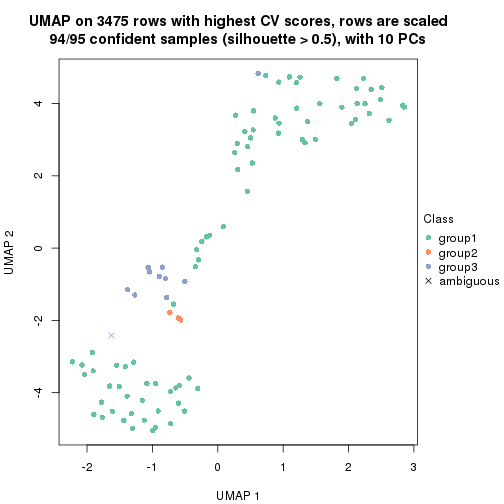 UMAP on 3475 rows with highest CV scores, rows are scaled
94/95 confident samples (silhouette > 0.5), with 10 PCs
4
2
0
-2
-4
UMAP 2
-2
-1
0
1
2
3
UMAP 1
Class
group1
group2
group3
ambiguous